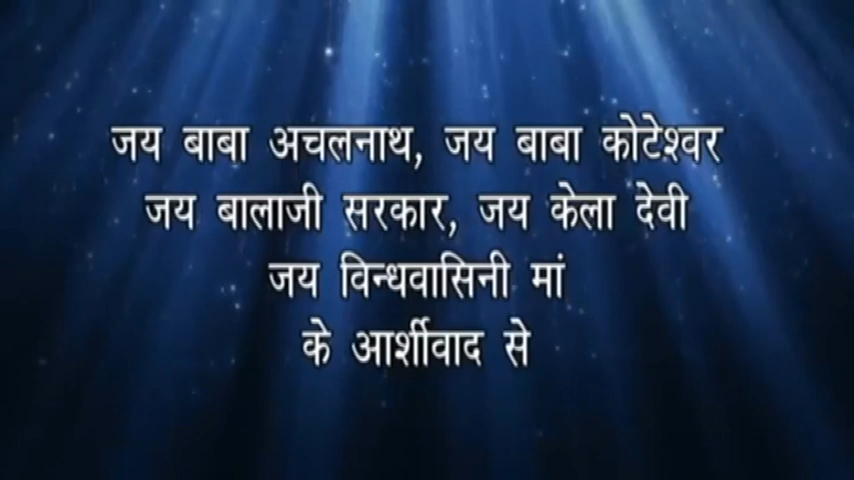 जय बाबा अचलनाथ, जय बाबा कोटेश्वर
जय बालाजी सरकार, जय केला देवी
जय विन्धवासिनी मां
के आर्शीवाद से